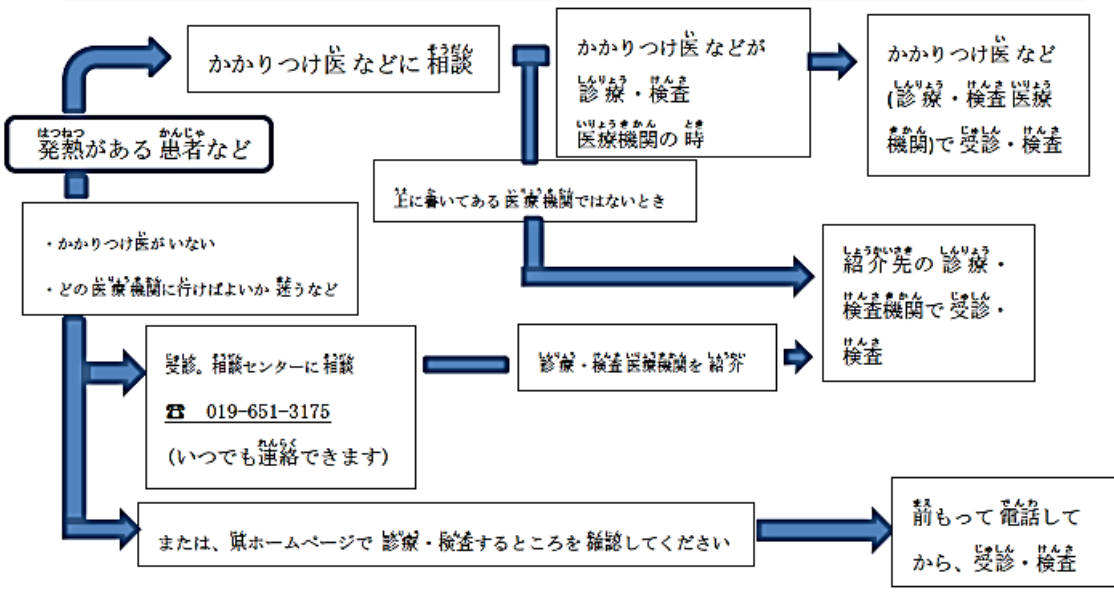 かかりつけ医などに相談
かかりつけ医などが
診療・検査
医療機関の時
かかりつけ医など
(診療・検査医療
機関)で受診・検査
発熱がある患者など
上に書いてある医療機関ではないとき
・かかりつけ医がいない
・どの医療機関に行けばよいか迷うなど
紹介先の診療・
検査機関で受診・
検査
受診。相談センターに相談
☎ 019-651-3175
(いつでも連絡できます)
診療・検査医療機関を紹介
または、県ホームページで診療・検査するところを確認してください
前もって電話して
から、受診・検査